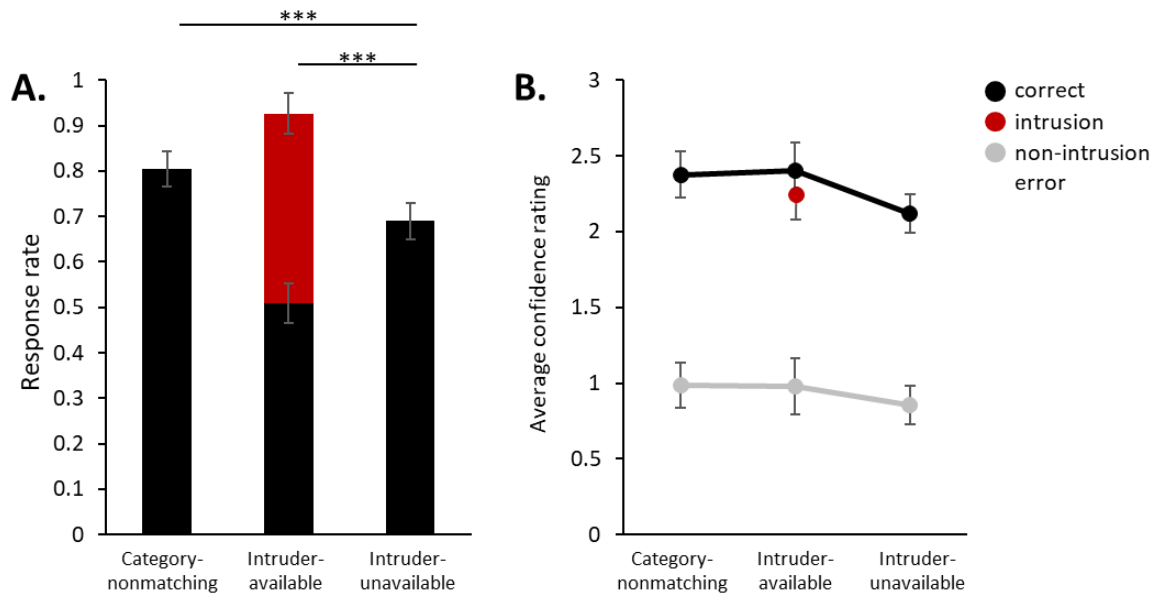 ***
***
A.
Response rate
1
0.9
0.8
0.7
0.6
0.5
0.4
0.3
0.2
0.1
0
Category-
nonmatching
Intruder-
available
Intruder-
unavailable
B.
Average confidence rating
3
2.5
2
1.5
1
0.5
0
Category-
nonmatching
Intruder-
available
Intruder-
unavailable
correct
intrusion
non-intrusion
error